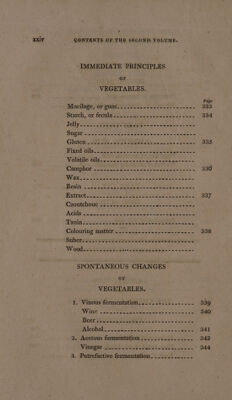 xxiv CONTENTS OF THE SECOND VOLUME.
IMMEDIATE PRINCIPLES
OF
VEGETABLES.
Page
Mucilage, or gum 333
Starch, or fecula 334
Jelly
Sugar
Gluten 335
Fixed oils
Volatile oils
Camphor 336
Wax
Resin
Extract 337
Caoutchouc
Acids
Tanin
Colouring matter 338
Suber
Wood
SPONTANEOUS CHANGES
OF
VEGETABLES.
1. Vinous fermentation 339
Wine 340
Beer
Alcohol 341
2. Acetous fermentation 343
Vinegar 344
3. Putrefactive fermentation